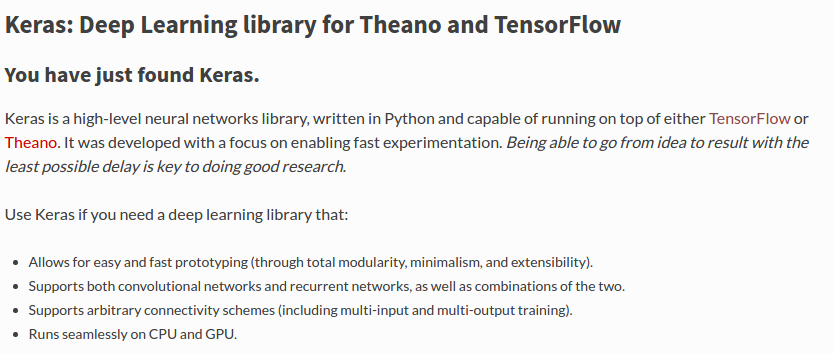 Keras: Deep Learning library for Theano and TensorFlow
You have just found Keras.
Keras is a high-level neural networks library, written in Python and capable of running on top of either TensorFlow or
Theano. It was developed with a focus on enabling fast experimentation. Being able to go from idea to result with the
least possible delay is key to doing good research.
Use Keras if you need a deep learning library that:
• Allows for easy and fast prototyping (through total modularity, minimalism, and extensibility).
• Supports both convolutional networks and recurrent networks, as well as combinations of the two.
• Supports arbitrary connectivity schemes (including multi-input and multi-output training).
• Runs seamlessly on CPU and GPU.